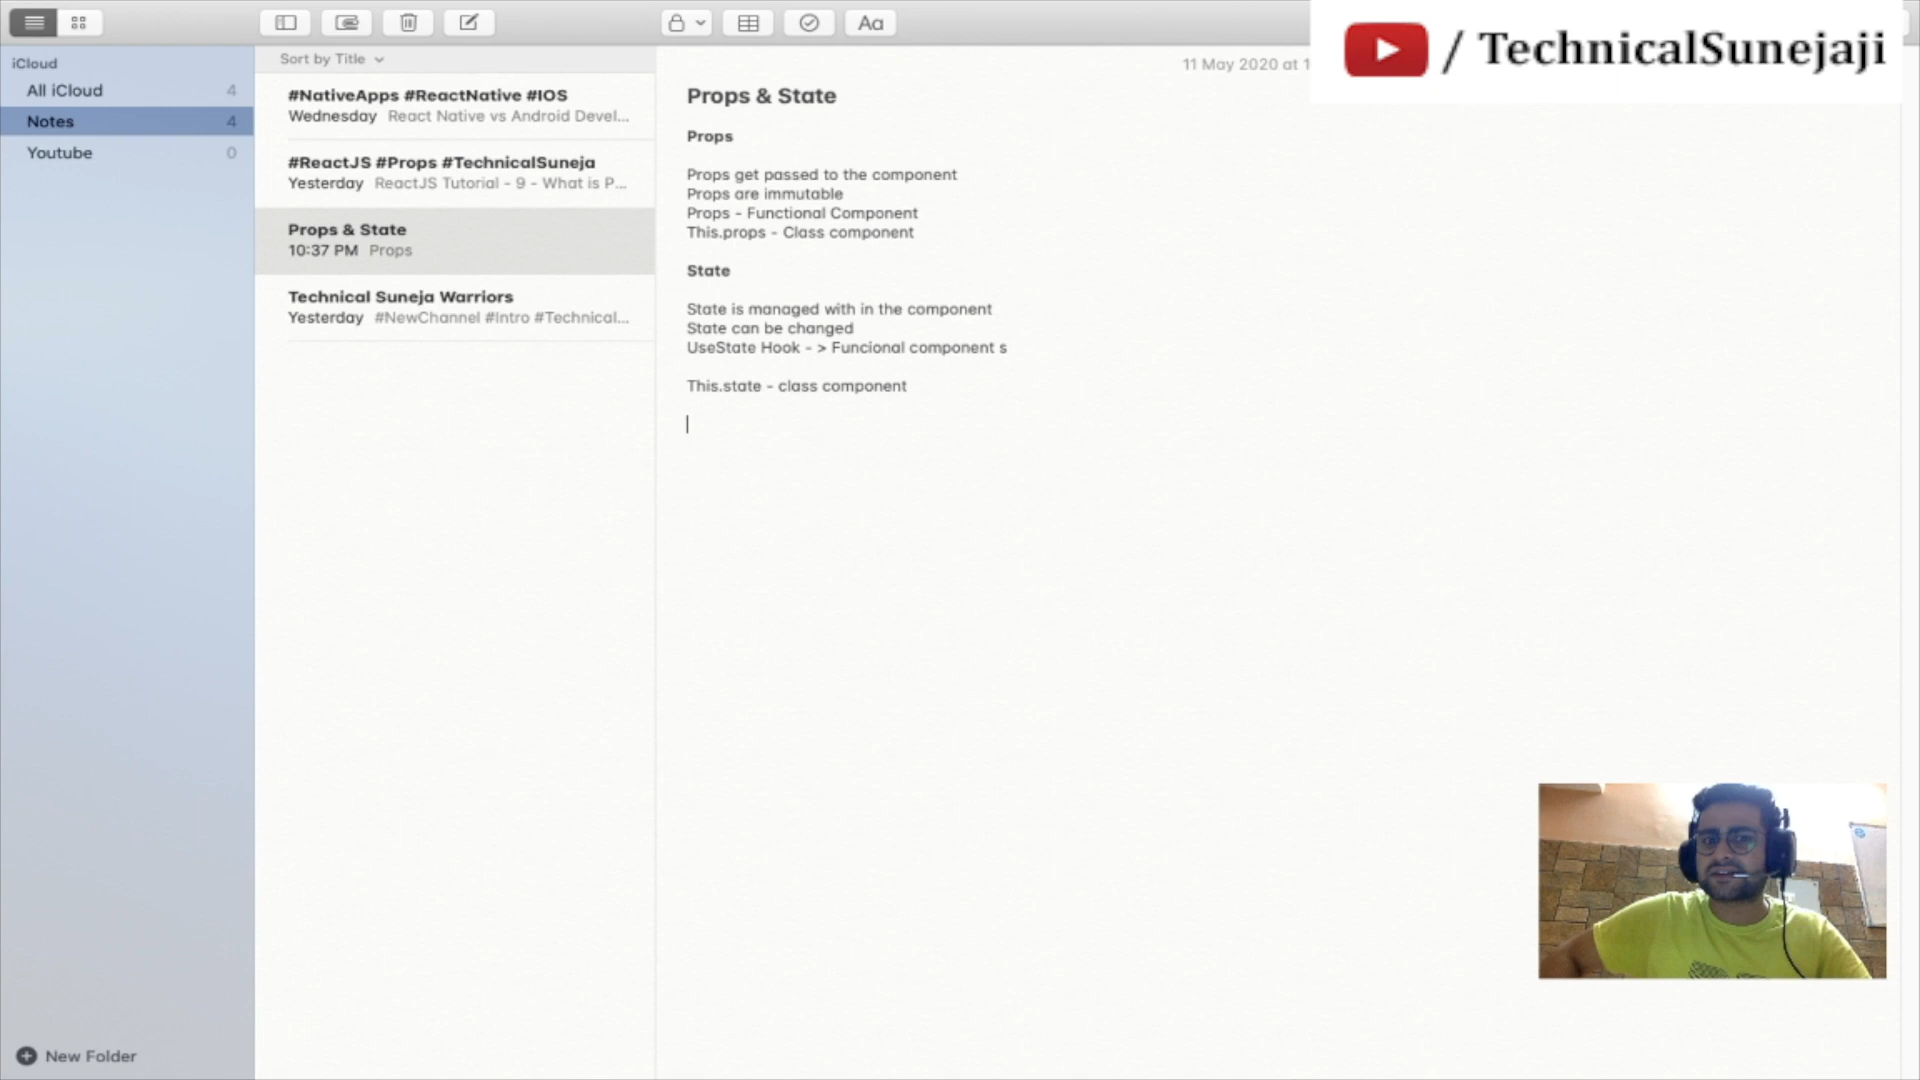 Aa
/ TechnicalSunejaji
iCloud
All iCloud 4
Notes 4
Youtube 0
New Folder
Sort by Title
#NativeApps #ReactNative #IOS
Wednesday React Native vs Android Devel...
#ReactJS #Props #TechnicalSuneja
Yesterday ReactJS Tutorial - 9 - What is P...
Props & State
10:37 PM Props
Technical Suneja Warriors
Yesterday #NewChannel #Intro #Technical...
11 May 2020 at 1
Props & State
Props
Props get passed to the component
Props are immutable
Props - Functional Component
This.props - Class component
State
State is managed with in the component
State can be changed
UseState Hook - > Funcional component s
This.state - class component